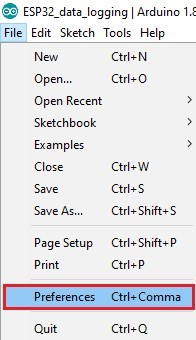 ESP32_data_logging | Arduino 1.8
File Edit Sketch Tools Help
New Ctrl+N
Open... Ctrl+O
Open Recent
Sketchbook
Examples
Close Ctrl+W
Save Ctrl+S
Save As... Ctrl+Shift+S
Page Setup Ctrl+Shift+P
Print Ctrl+P
Preferences Ctrl+Comma
Quit Ctrl+Q